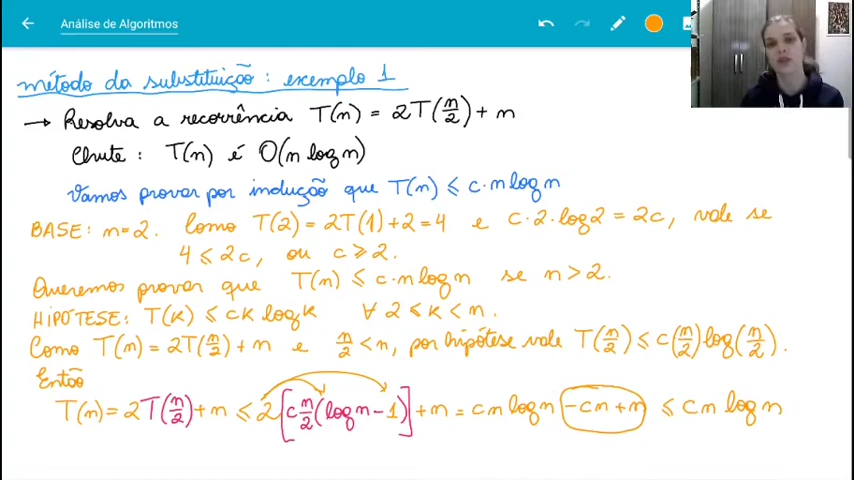 Análise de Algoritmos
método da substituição: exemplo 1
→ Resolva a recorrência T(n) = 2T(n/2) + n
Chute: T(n) é O(n log n)
Vamos provar por indução que T(n) ≤ c·n log n
BASE: n=2. Como T(2) = 2T(1)+2 = 4 e c·2·log2 = 2c, vale se
4 ≤ 2c, ou c ≥ 2.
Queremos provar que T(n) ≤ c·n log n se n > 2.
HIPÓTESE: T(k) ≤ ck log k ∀ 2 ≤ k < n.
Como T(n) = 2T(n/2) + n e n/2 < n, por hipótese vale T(n/2) ≤ c(n/2) log(n/2).
Então
T(n) = 2T(n/2) + n ≤ 2[c n/2 (log n - 1)] + n = cn log n - cn + n ≤ cn log n